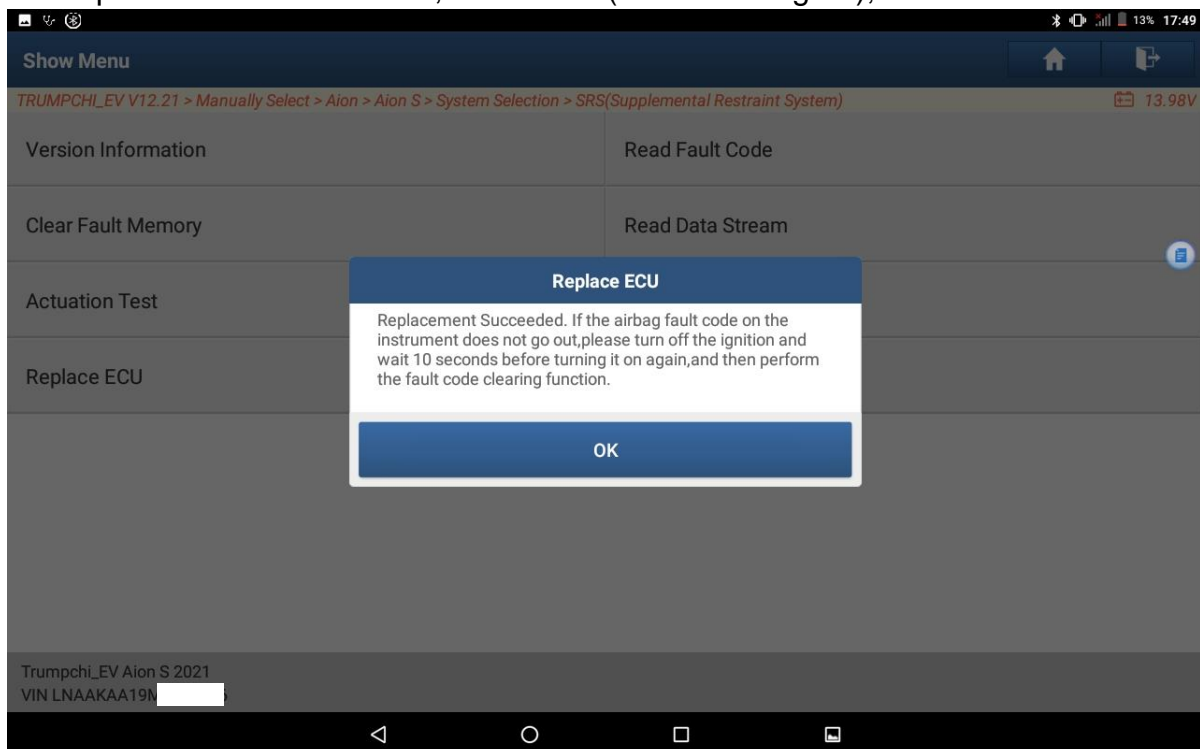 13% 17:49
Show Menu
TRUMPCHI_EV V12.21 > Manually Select > Aion > Aion S > System Selection > SRS(Supplemental Restraint System)
13.98V
Version Information
Read Fault Code
Clear Fault Memory
Read Data Stream
Actuation Test
Replace ECU
Replace ECU
Replacement Succeeded. If the airbag fault code on the
instrument does not go out,please turn off the ignition and
wait 10 seconds before turning it on again,and then perform
the fault code clearing function.
OK
Trumpchi_EV Aion S 2021
VIN LNAAKAA19M